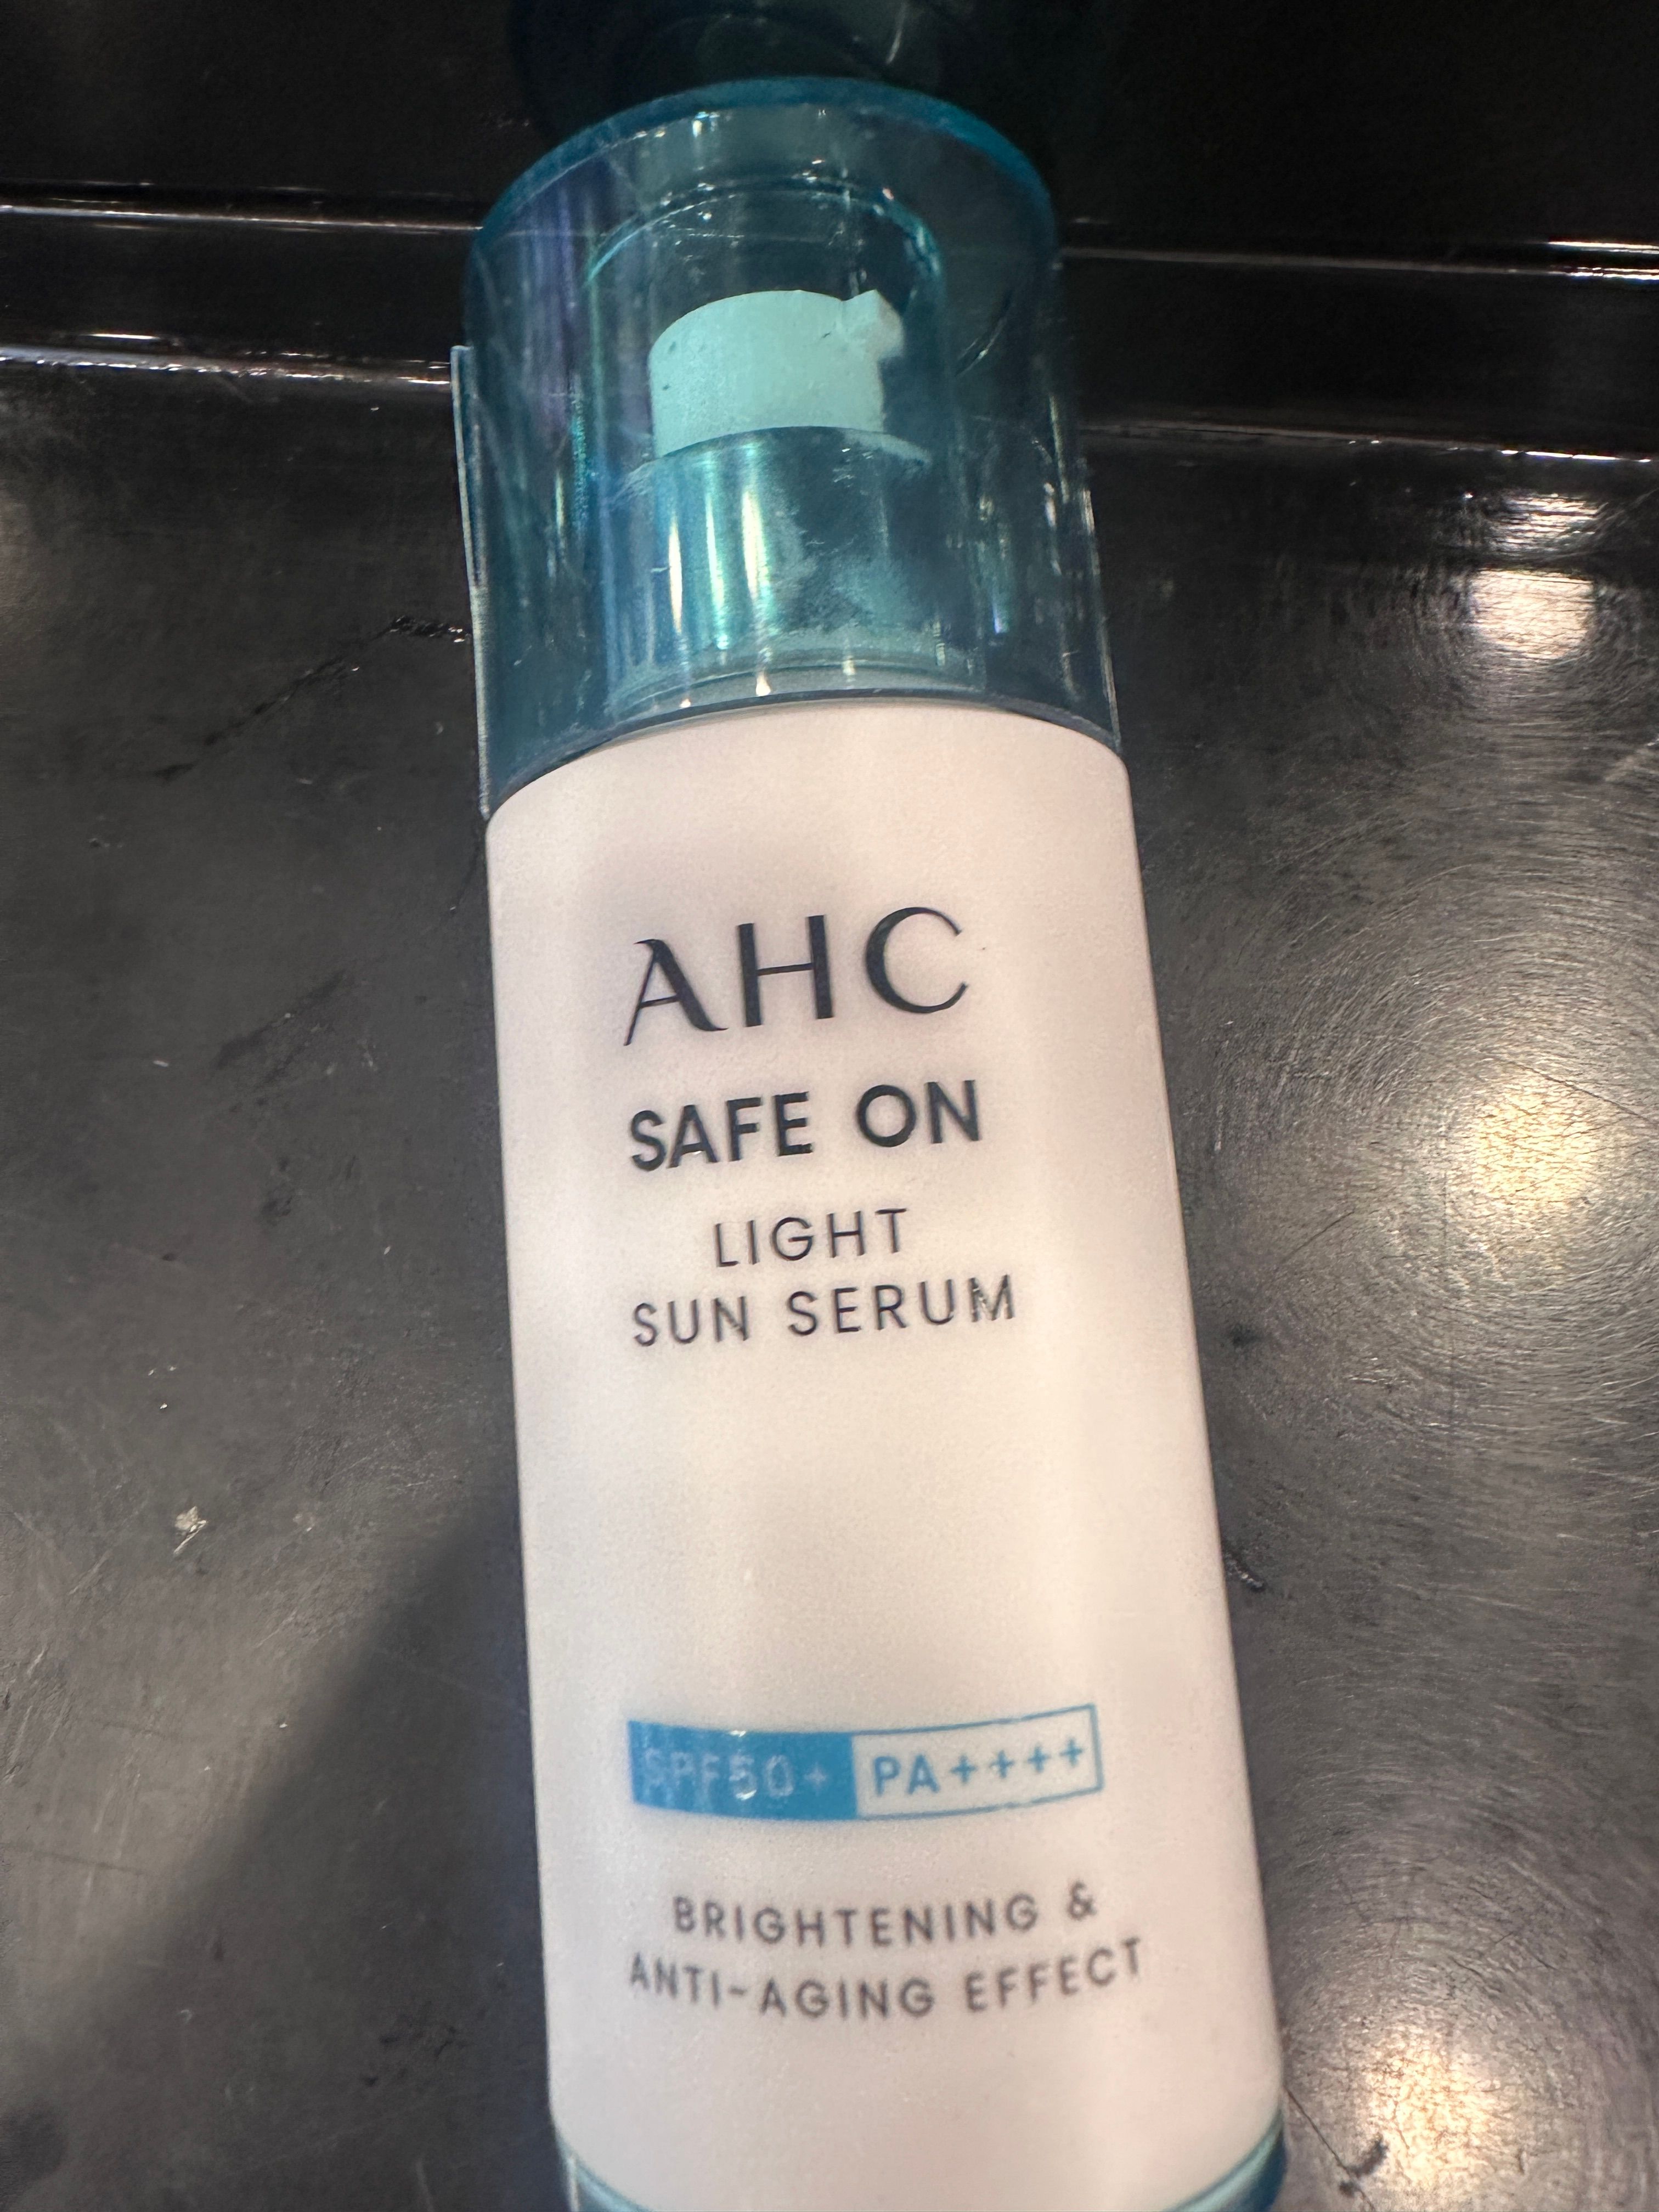 AHC
SAFE ON
LIGHT
SUN SERUM
SPF50+ PA++++
BRIGHTENING &
ANTI-AGING EFFECT